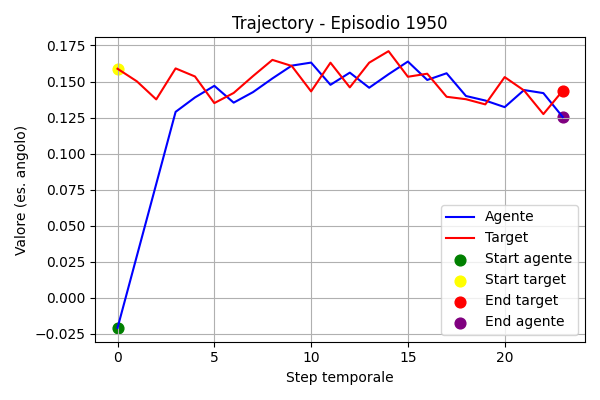 Trajectory - Episodio 1950
Valore (es. angolo)
0.175
0.150
0.125
0.100
0.075
0.050
0.025
0.000
−0.025
0
5
10
15
20
Step temporale
Agente
Target
Start agente
Start target
End target
End agente